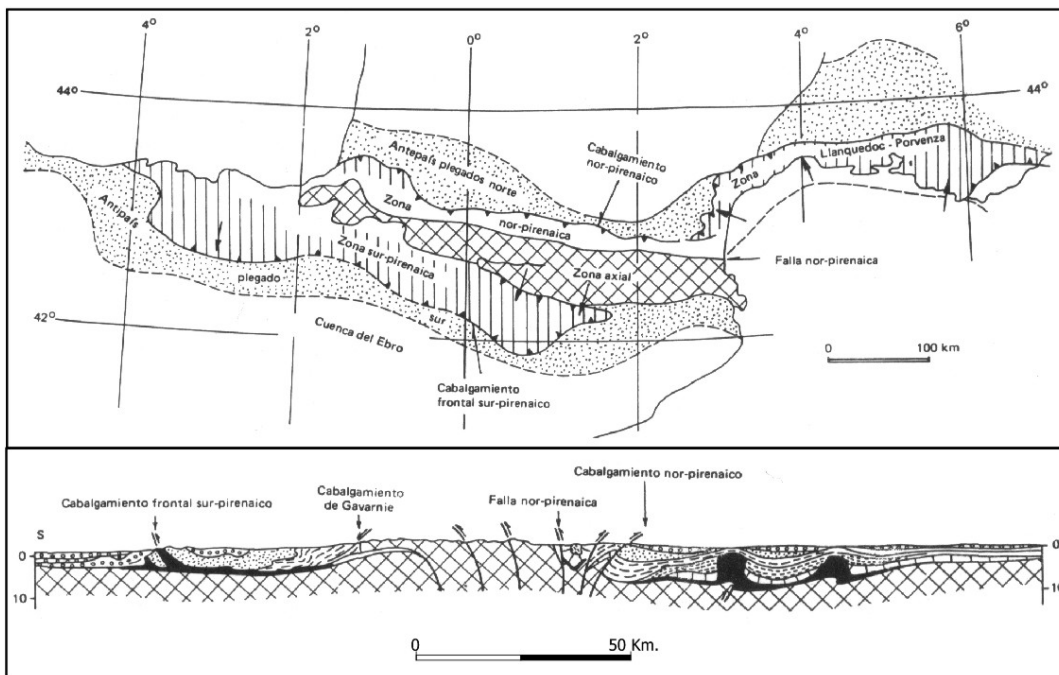 4° 2° 0° 4° 6°
44° 44°
Antepaís plegados norte
Cabalgamiento
nor-pirenaico
Llanquedoc - Porvenza
Zona
2°
Antipaís
Zona
nor-pirenaica
Falla nor-pirenaica
Zona sur-pirenaica
Zona axial
plegado
sur
42°
Cuenca del Ebro
0 100 km
Cabalgamiento
frontal sur-pirenaico
Cabalgamiento nor-pirenaico
Cabalgamiento frontal sur-pirenaico
Cabalgamiento
de Gavarnie
Falla nor-pirenaica
S
0 0
10 10
0 50 Km.